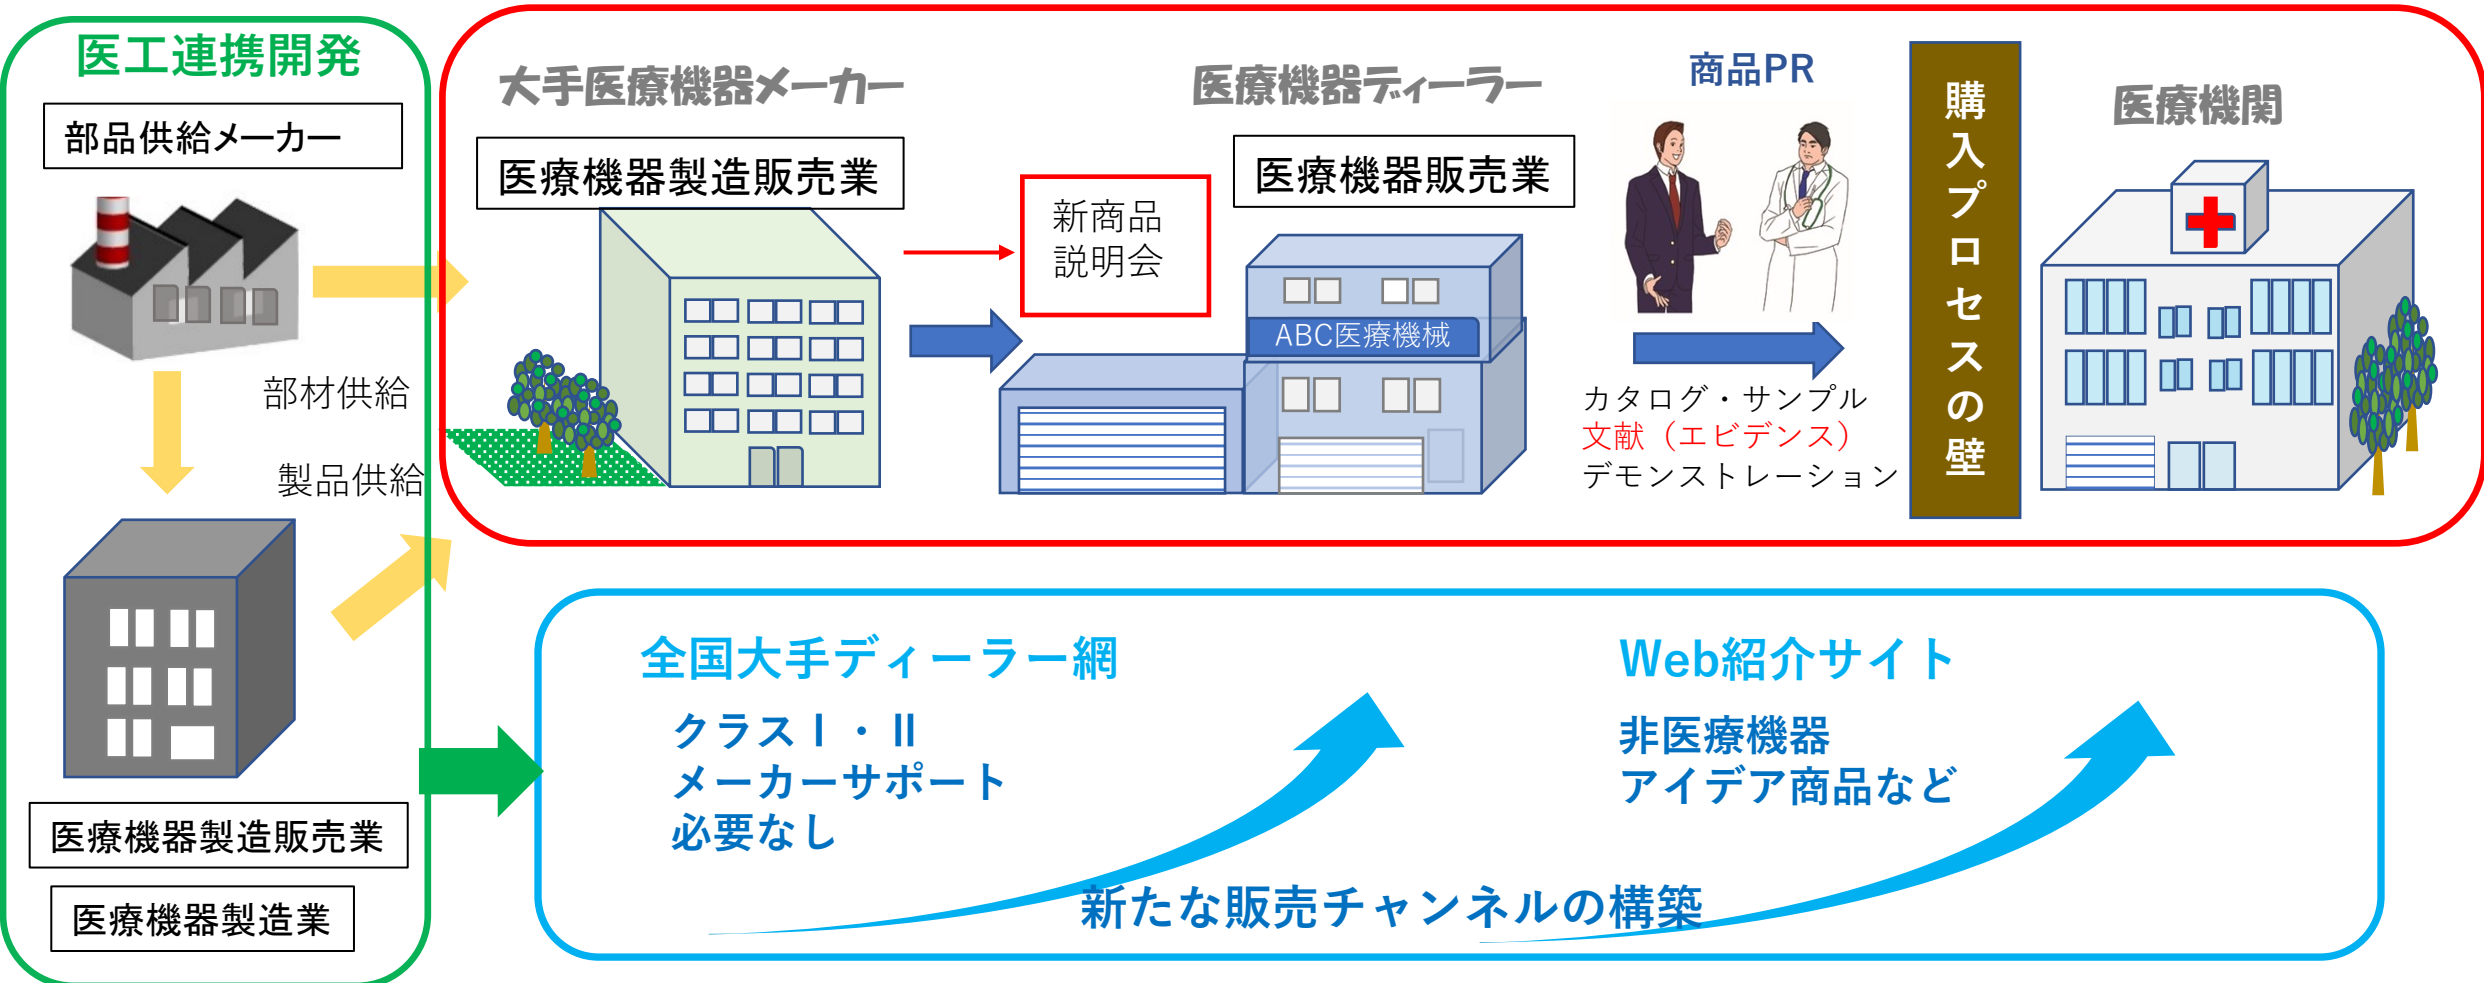 医工連携開発
部品供給メーカー
部材供給
製品供給
医療機器製造販売業
医療機器製造業
大手医療機器メーカー
医療機器製造販売業
新商品
説明会
医療機器ディーラー
医療機器販売業
ABC医療機械
商品PR
カタログ・サンプル
文献（エビデンス）
デモンストレーション
購入プロセスの壁
医療機関
全国大手ディーラー網
クラスⅠ・Ⅱ
メーカーサポート
必要なし
Web紹介サイト
非医療機器
アイデア商品など
新たな販売チャンネルの構築